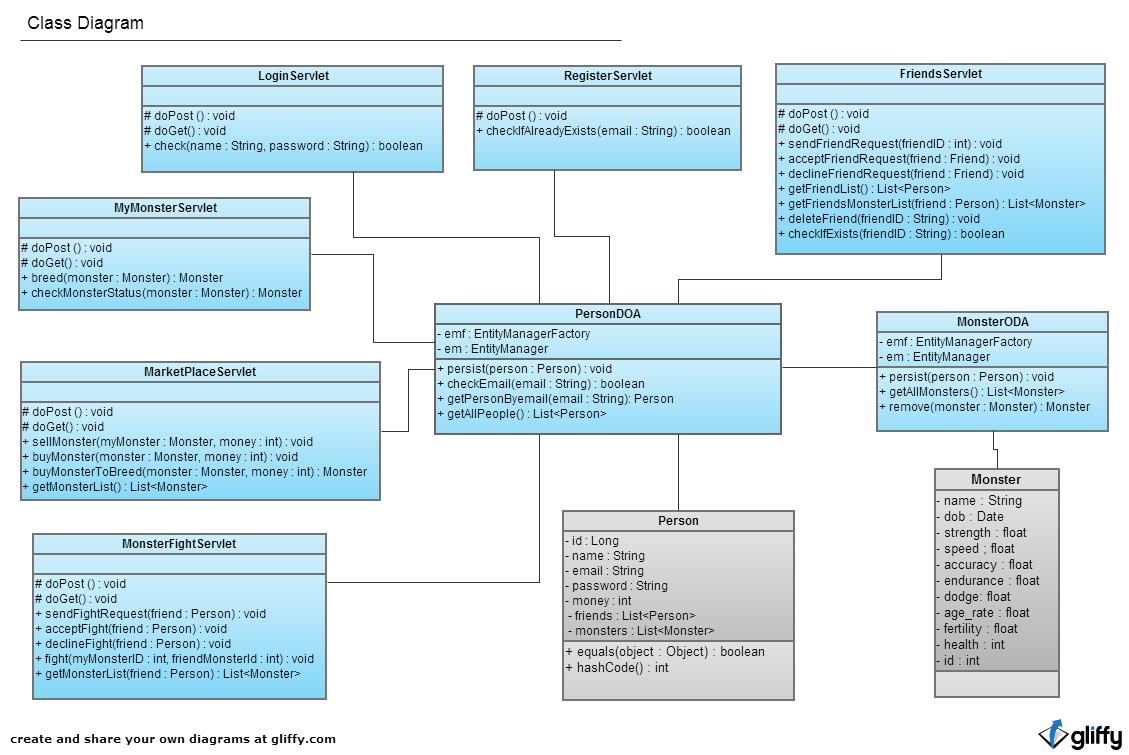 Class Diagram
LoginServlet
# doPost () : void
# doGet() : void
+ check(name : String, password : String) : boolean
RegisterServlet
# doPost () : void
+ checkIfAlreadyExists(email : String) : boolean
FriendsServlet
# doPost () : void
# doGet() : void
+ sendFriendRequest(friendID : int) : void
+ acceptFriendRequest(friend : Friend) : void
+ declineFriendRequest(friend : Friend) : void
+ getFriendList() : List<Person>
+ getFriendsMonsterList(friend : Person) : List<Monster>
+ deleteFriend(friendID : String) : void
+ checkIfExists(friendID : String) : boolean
MyMonsterServlet
# doPost () : void
# doGet() : void
+ breed(monster : Monster) : Monster
+ checkMonsterStatus(monster : Monster) : Monster
PersonDOA
- emf : EntityManagerFactory
- em : EntityManager
+ persist(person : Person) : void
+ checkEmail(email : String) : boolean
+ getPersonByemail(email : String): Person
+ getAllPeople() : List<Person>
MonsterODA
- emf : EntityManagerFactory
- em : EntityManager
+ persist(person : Person) : void
+ getAllMonsters() : List<Monster>
+ remove(monster : Monster) : Monster
MarketPlaceServlet
# doPost () : void
# doGet() : void
+ sellMonster(myMonster : Monster, money : int) : void
+ buyMonster(monster : Monster, money : int) : void
+ buyMonsterToBreed(monster : Monster, money : int) : Monster
+ getMonsterList() : List<Monster>
Monster
- name : String
- dob : Date
- strength : float
- speed ; float
- accuracy : float
- endurance : float
- dodge: float
- age_rate : float
- fertility : float
- health : int
- id : int
Person
- id : Long
- name : String
- email : String
- password : String
- money : int
- friends : List<Person>
- monsters : List<Monster>
+ equals(object : Object) : boolean
+ hashCode() : int
MonsterFightServlet
# doPost () : void
# doGet() : void
+ sendFightRequest(friend : Person) : void
+ acceptFight(friend : Person) : void
+ declineFight(friend : Person) : void
+ fight(myMonsterID : int, friendMonsterId : int) : void
+ getMonsterList(friend : Person) : List<Monster>
create and share your own diagrams at gliffy.com
gliffy